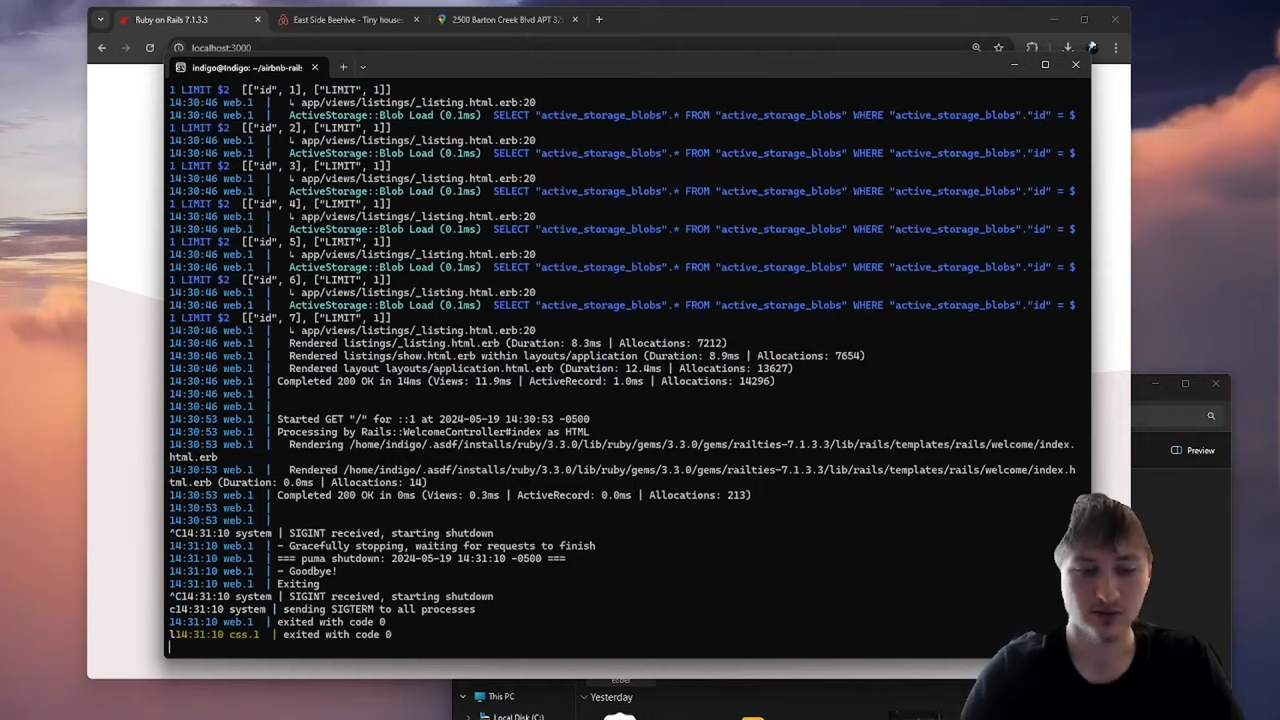 Ruby on Rails 7.1.3.3
East Side Beehive - Tiny houses
2500 Barton Creek Blvd APT 32
localhost:3000
indigo@Indigo: ~/airbnb-rails
1 LIMIT $2  [["id", 1], ["LIMIT", 1]]
14:30:46 web.1  |   ↳ app/views/listings/_listing.html.erb:20
14:30:46 web.1  |   ActiveStorage::Blob Load (0.1ms)  SELECT "active_storage_blobs".* FROM "active_storage_blobs" WHERE "active_storage_blobs"."id" = $
1 LIMIT $2  [["id", 2], ["LIMIT", 1]]
14:30:46 web.1  |   ↳ app/views/listings/_listing.html.erb:20
14:30:46 web.1  |   ActiveStorage::Blob Load (0.1ms)  SELECT "active_storage_blobs".* FROM "active_storage_blobs" WHERE "active_storage_blobs"."id" = $
1 LIMIT $2  [["id", 3], ["LIMIT", 1]]
14:30:46 web.1  |   ↳ app/views/listings/_listing.html.erb:20
14:30:46 web.1  |   ActiveStorage::Blob Load (0.1ms)  SELECT "active_storage_blobs".* FROM "active_storage_blobs" WHERE "active_storage_blobs"."id" = $
1 LIMIT $2  [["id", 4], ["LIMIT", 1]]
14:30:46 web.1  |   ↳ app/views/listings/_listing.html.erb:20
14:30:46 web.1  |   ActiveStorage::Blob Load (0.1ms)  SELECT "active_storage_blobs".* FROM "active_storage_blobs" WHERE "active_storage_blobs"."id" = $
1 LIMIT $2  [["id", 5], ["LIMIT", 1]]
14:30:46 web.1  |   ↳ app/views/listings/_listing.html.erb:20
14:30:46 web.1  |   ActiveStorage::Blob Load (0.1ms)  SELECT "active_storage_blobs".* FROM "active_storage_blobs" WHERE "active_storage_blobs"."id" = $
1 LIMIT $2  [["id", 6], ["LIMIT", 1]]
14:30:46 web.1  |   ↳ app/views/listings/_listing.html.erb:20
14:30:46 web.1  |   ActiveStorage::Blob Load (0.1ms)  SELECT "active_storage_blobs".* FROM "active_storage_blobs" WHERE "active_storage_blobs"."id" = $
1 LIMIT $2  [["id", 7], ["LIMIT", 1]]
14:30:46 web.1  |   ↳ app/views/listings/_listing.html.erb:20
14:30:46 web.1  |   Rendered listings/_listing.html.erb (Duration: 8.3ms | Allocations: 7212)
14:30:46 web.1  |   Rendered listings/show.html.erb within layouts/application (Duration: 8.9ms | Allocations: 7654)
14:30:46 web.1  |   Rendered layout layouts/application.html.erb (Duration: 12.4ms | Allocations: 13627)
14:30:46 web.1  | Completed 200 OK in 14ms (Views: 11.9ms | ActiveRecord: 1.0ms | Allocations: 14296)
14:30:46 web.1  |
14:30:46 web.1  |
14:30:53 web.1  | Started GET "/" for ::1 at 2024-05-19 14:30:53 -0500
14:30:53 web.1  | Processing by Rails::WelcomeController#index as HTML
14:30:53 web.1  |   Rendering /home/indigo/.asdf/installs/ruby/3.3.0/lib/ruby/gems/3.3.0/gems/railties-7.1.3.3/lib/rails/templates/rails/welcome/index.
html.erb
14:30:53 web.1  |   Rendered /home/indigo/.asdf/installs/ruby/3.3.0/lib/ruby/gems/3.3.0/gems/railties-7.1.3.3/lib/rails/templates/rails/welcome/index.h
tml.erb (Duration: 0.0ms | Allocations: 14)
14:30:53 web.1  | Completed 200 OK in 0ms (Views: 0.3ms | ActiveRecord: 0.0ms | Allocations: 213)
14:30:53 web.1  |
14:30:53 web.1  |
^C14:31:10 system | SIGINT received, starting shutdown
14:31:10 web.1  | - Gracefully stopping, waiting for requests to finish
14:31:10 web.1  | === puma shutdown: 2024-05-19 14:31:10 -0500 ===
14:31:10 web.1  | - Goodbye!
14:31:10 web.1  | Exiting
^C14:31:10 system | SIGINT received, starting shutdown
c14:31:10 system | sending SIGTERM to all processes
14:31:10 web.1  | exited with code 0
l14:31:10 css.1  | exited with code 0
Preview
This PC
Yesterday
Local Disk (C:)